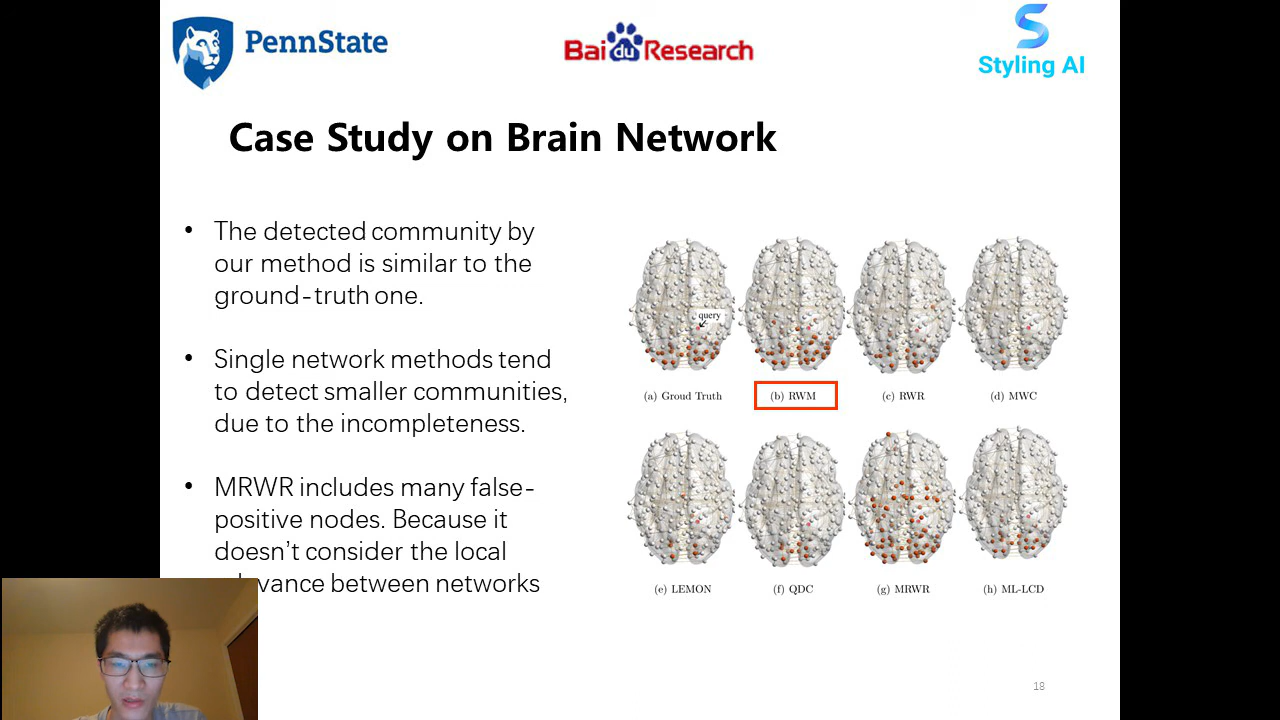 PennState
Bai du Research
Styling AI
Case Study on Brain Network
• The detected community by
our method is similar to the
ground-truth one.
• Single network methods tend
to detect smaller communities,
due to the incompleteness.
• MRWR includes many false-
positive nodes. Because it
doesn't consider the local
between networks
query
(a) Groud Truth
(b) RWM
(c) RWR
(d) MWC
(e) LEMON
(f) QDC
(g) MRWR
(h) ML-LCD
18